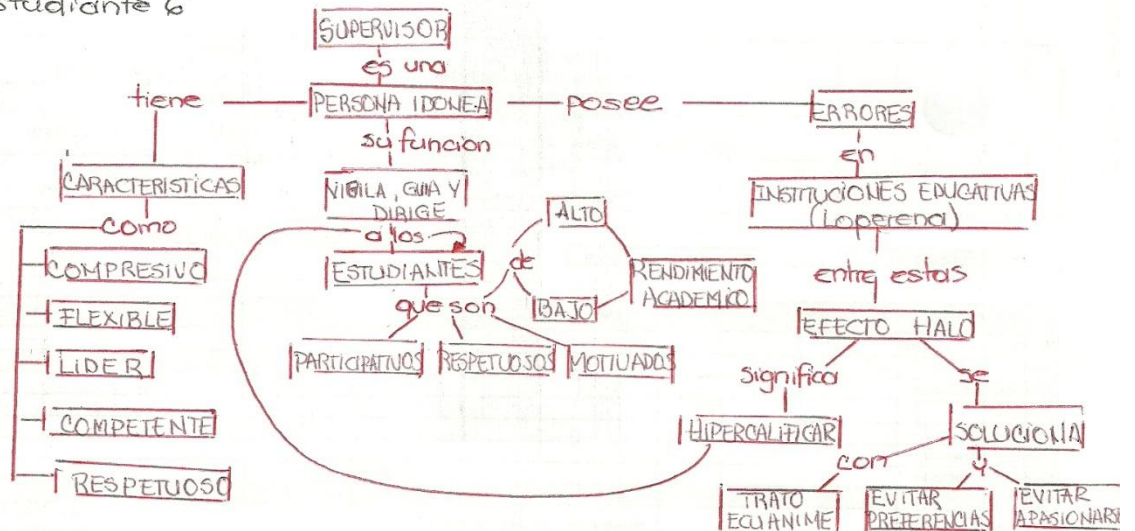 Estudiante 6
SUPERVISOR
es una
tiene
PERSONA IDONEA
posee
ERRORES
su funcion
en
CARACTERISTICAS
VIGILA, GUIA Y
DIRIGE
INSTITUCIONES EDUCATIVAS
(Loperena)
como
a los
ALTO
COMPRESIVO
ESTUDIANTES
de
RENDIMIENTO
ACADEMICO
entre estas
que son
BAJO
FLEXIBLE
EFECTO HALO
LIDER
PARTICIPATIVOS
RESPETUOSOS
MOTIVADOS
significa
se
COMPETENTE
HIPERCALIFICAR
SOLUCIONA
con
y
RESPETUOSO
TRATO
ECUANIME
EVITAR
PREFERENCIAS
EVITAR